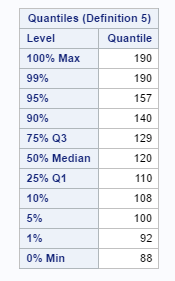 Quantiles (Definition 5)
Level Quantile
100% Max 190
99% 190
95% 157
90% 140
75% Q3 129
50% Median 120
25% Q1 110
10% 108
5% 100
1% 92
0% Min 88